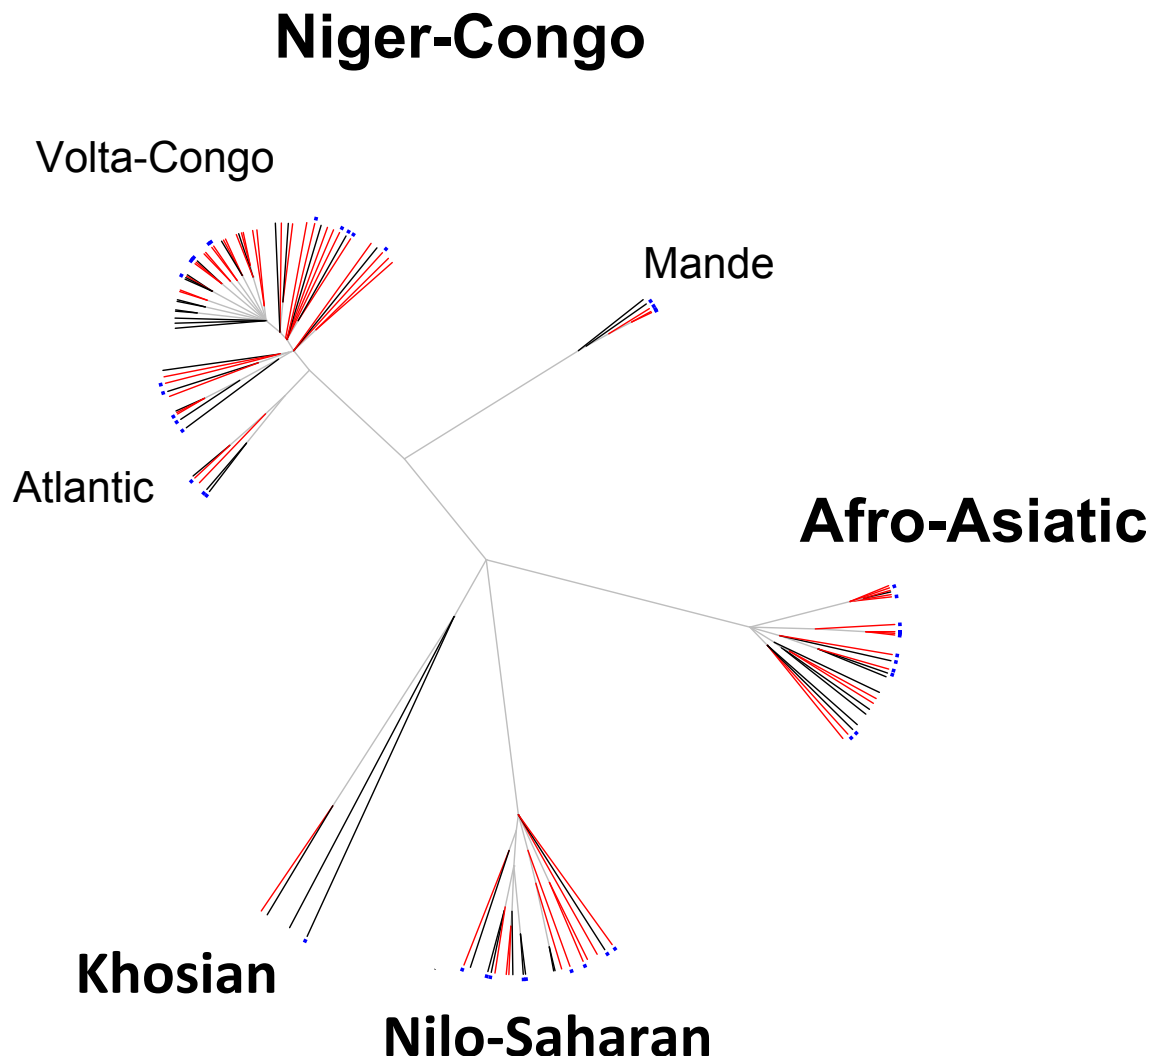 Niger-Congo
Volta-Congo
Mande
Atlantic
Afro-Asiatic
Khosian
Nilo-Saharan